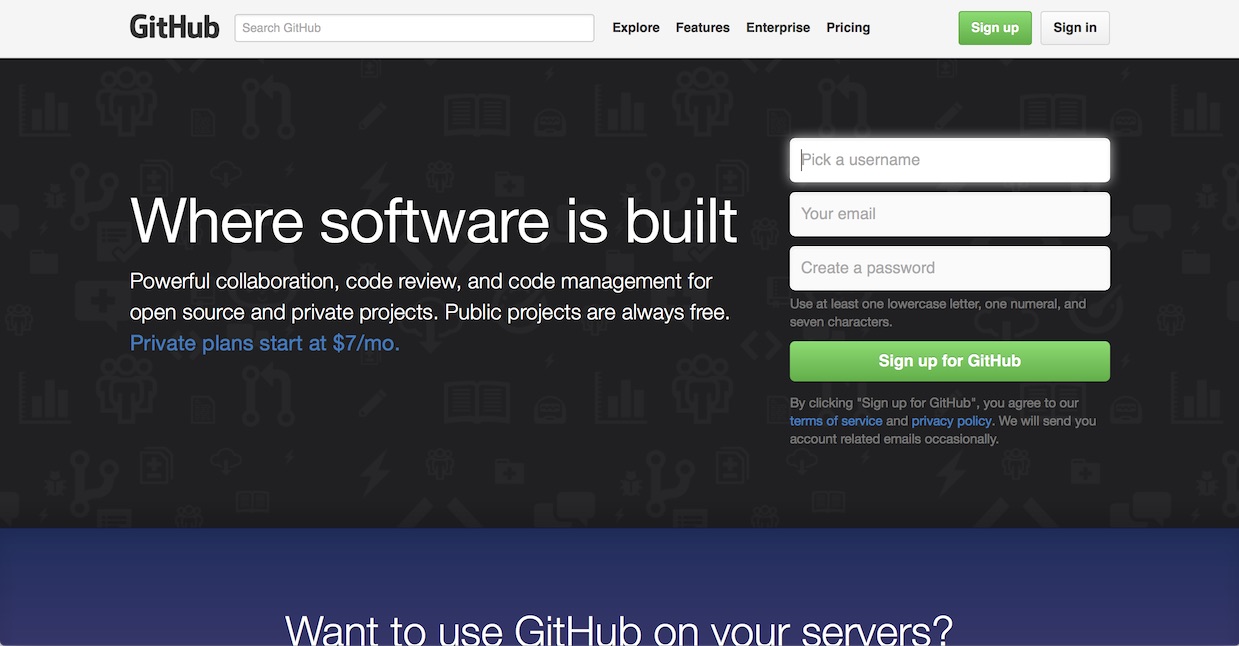 GitHub
Search GitHub
Explore
Features
Enterprise
Pricing
Sign up
Sign in
Where software is built
Powerful collaboration, code review, and code management for
open source and private projects. Public projects are always free.
Private plans start at $7/mo.
Pick a username
Your email
Create a password
Use at least one lowercase letter, one numeral, and
seven characters.
Sign up for GitHub
By clicking "Sign up for GitHub", you agree to our
terms of service and privacy policy. We will send you
account related emails occasionally.
Want to use GitHub on your servers?